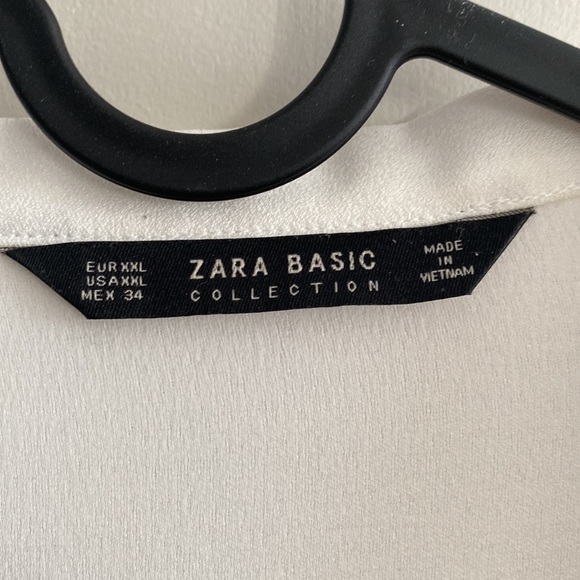 EUR XXL
USA XXL
MEX 34
ZARA BASIC
COLLECTION
MADE
IN
VIETNAM